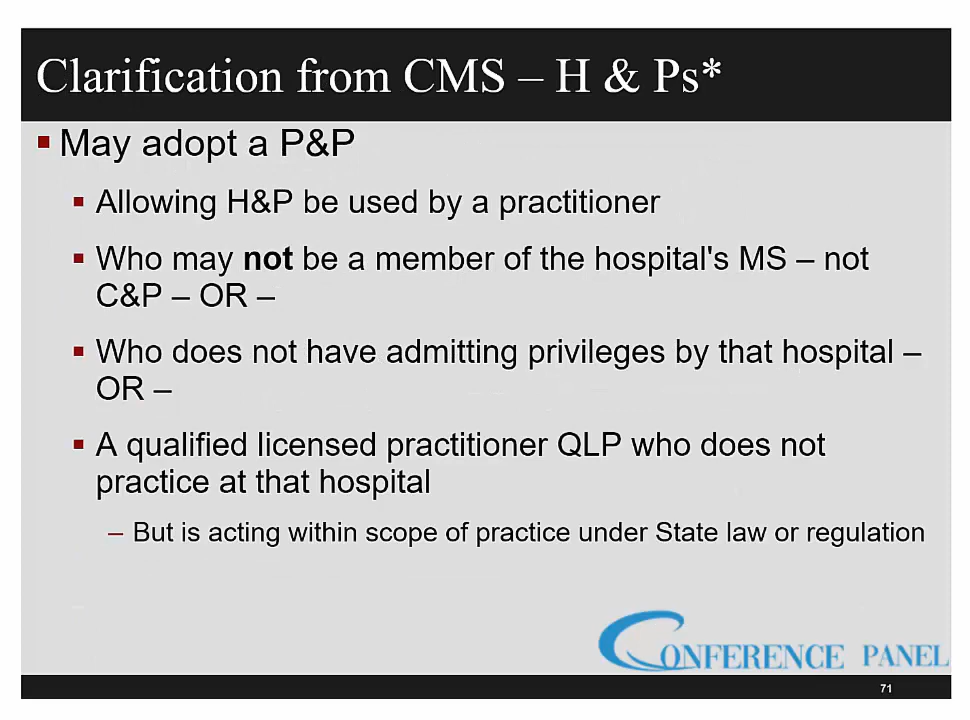 Clarification from CMS – H & Ps*
May adopt a P&P
Allowing H&P be used by a practitioner
Who may not be a member of the hospital's MS – not
C&P – OR –
Who does not have admitting privileges by that hospital –
OR –
A qualified licensed practitioner QLP who does not
practice at that hospital
– But is acting within scope of practice under State law or regulation
CONFERENCE PANEL
71